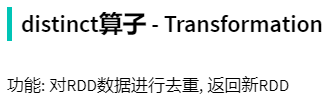 distinct算子 - Transformation
功能: 对RDD数据进行去重, 返回新RDD